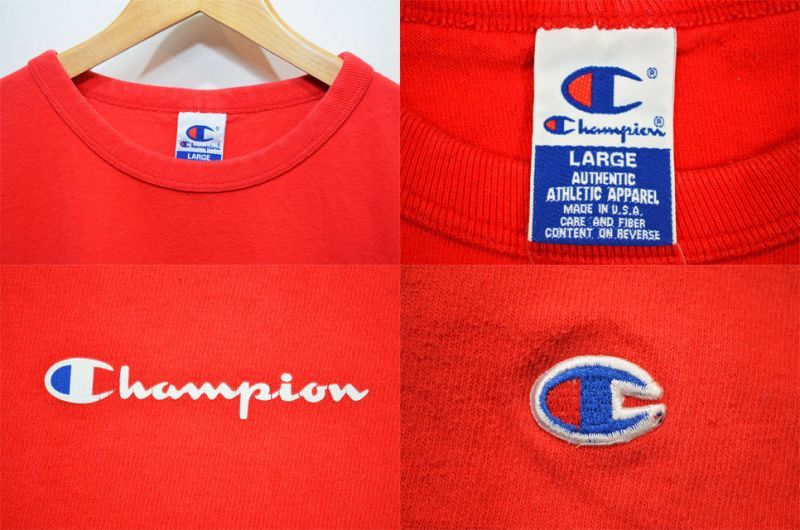 Champion
LARGE
®
Champion®
LARGE
AUTHENTIC
ATHLETIC APPAREL
MADE IN U.S.A.
CARE AND FIBER
CONTENT ON REVERSE
Champion